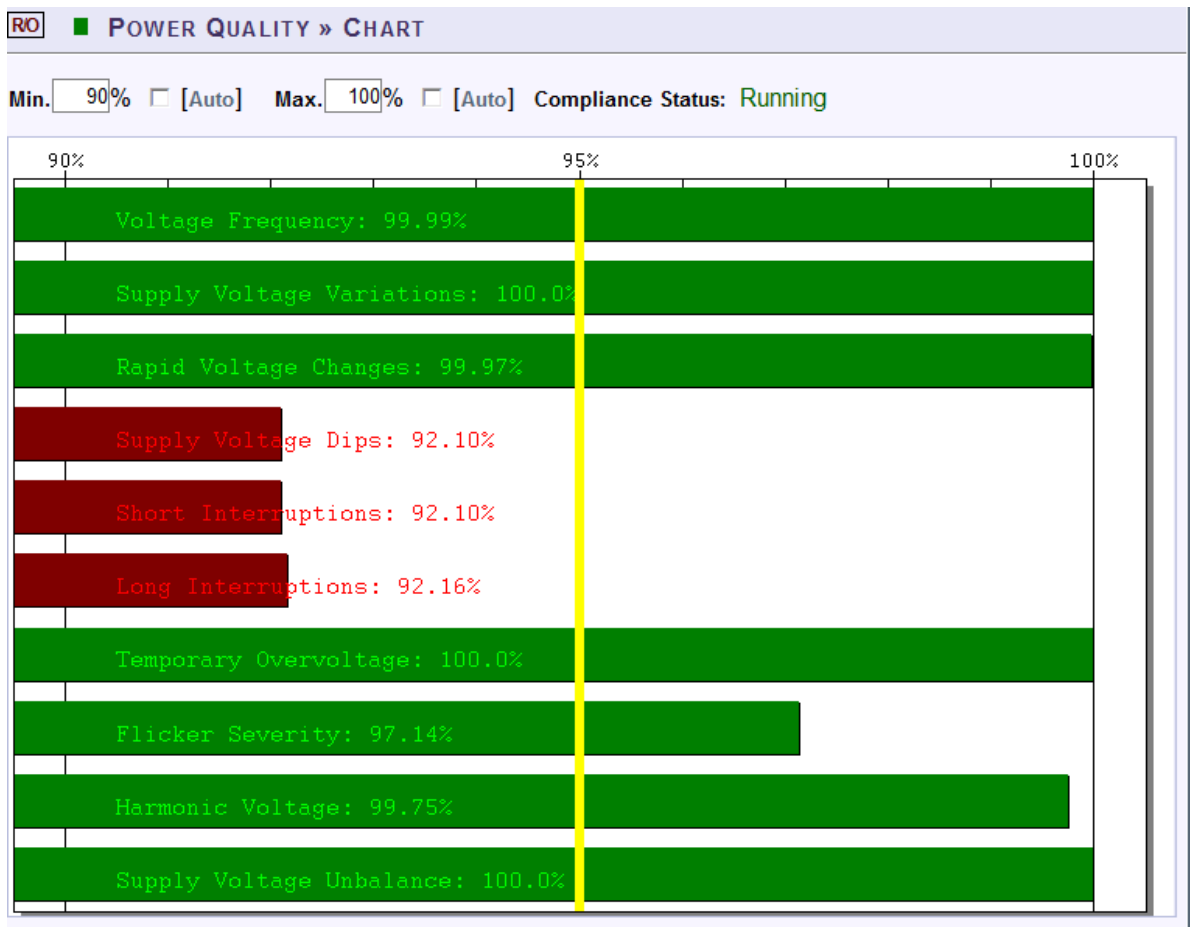 R/O POWER QUALITY » CHART
Min. 90% [Auto] Max. 100% [Auto] Compliance Status: Running
90% 95% 100%
Voltage Frequency: 99.99%
Supply Voltage Variations: 100.0%
Rapid Voltage Changes: 99.97%
Supply Voltage Dips: 92.10%
Short Interruptions: 92.10%
Long Interruptions: 92.16%
Temporary Overvoltage: 100.0%
Flicker Severity: 97.14%
Harmonic Voltage: 99.75%
Supply Voltage Unbalance: 100.0%